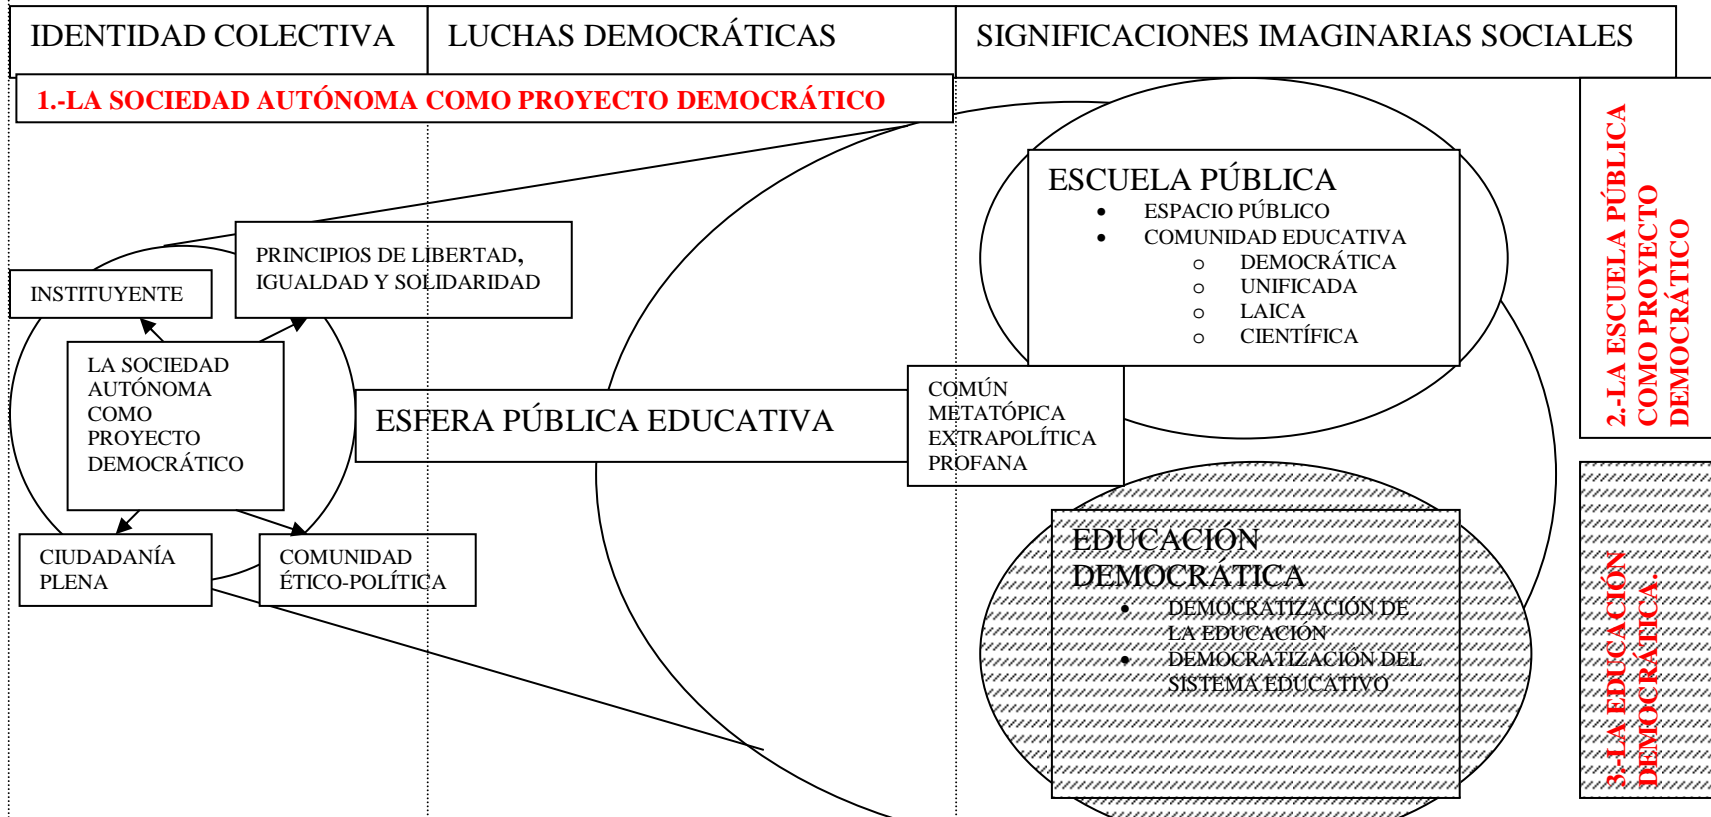 IDENTIDAD COLECTIVA
LUCHAS DEMOCRÁTICAS
SIGNIFICACIONES IMAGINARIAS SOCIALES
1.-LA SOCIEDAD AUTÓNOMA COMO PROYECTO DEMOCRÁTICO
PRINCIPIOS DE LIBERTAD,
IGUALDAD Y SOLIDARIDAD
INSTITUYENTE
LA SOCIEDAD
AUTÓNOMA
COMO
PROYECTO
DEMOCRÁTICO
CIUDADANÍA
PLENA
COMUNIDAD
ÉTICO-POLÍTICA
ESFERA PÚBLICA EDUCATIVA
COMÚN
METATÓPICA
EXTRAPOLÍTICA
PROFANA
ESCUELA PÚBLICA
• ESPACIO PÚBLICO
• COMUNIDAD EDUCATIVA
o DEMOCRÁTICA
o UNIFICADA
o LAICA
o CIENTÍFICA
EDUCACIÓN
DEMOCRÁTICA
• DEMOCRATIZACIÓN DE
LA EDUCACIÓN
• DEMOCRATIZACIÓN DEL
SISTEMA EDUCATIVO
2.-LA ESCUELA PÚBLICA
COMO PROYECTO
DEMOCRÁTICO
3.-LA EDUCACIÓN
DEMOCRÁTICA.